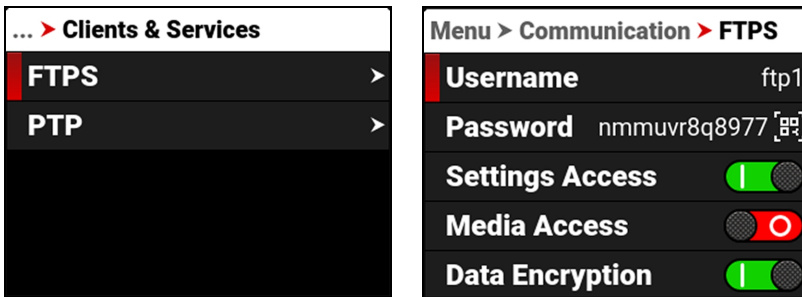 ... > Clients & Services
FTPS >
PTP >
Menu > Communication > FTPS
Username ftp1
Password nmmuvr8q8977
Settings Access
Media Access
Data Encryption